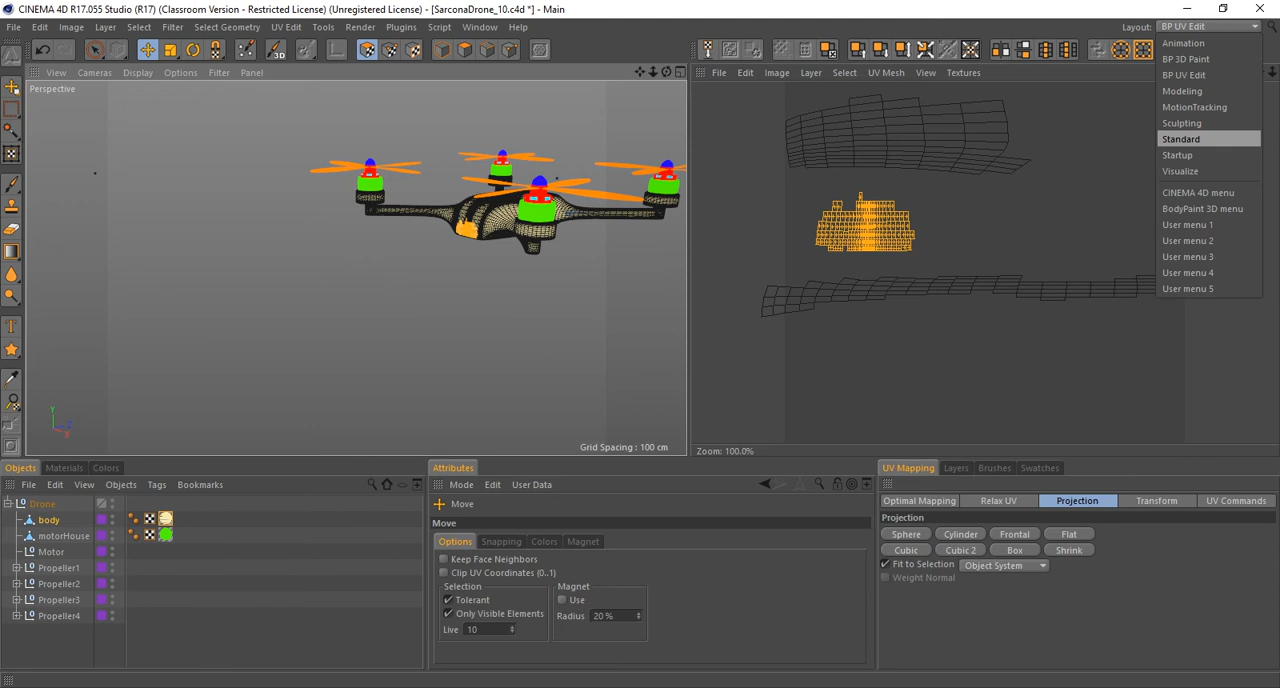 CINEMA 4D R17.055 Studio (R17) (Classroom Version - Restricted License) (Unregistered License) - [SarconaDrone_10.c4d *] - Main
File Edit Image Layer Select Filter Select Geometry UV Edit Tools Render Plugins Script Window Help
Layout: BP UV Edit
View Cameras Display Options Filter Panel
File Edit Image Layer Select UV Mesh View Textures
Perspective
Animation
BP 3D Paint
BP UV Edit
Modeling
MotionTracking
Sculpting
Standard
Startup
Visualize
CINEMA 4D menu
BodyPaint 3D menu
User menu 1
User menu 2
User menu 3
User menu 4
User menu 5
3D
Y
Z
X
Grid Spacing : 100 cm
Zoom: 100.0%
Objects Materials Colors
File Edit View Objects Tags Bookmarks
Drone
body
motorHouse
Motor
Propeller1
Propeller2
Propeller3
Propeller4
Attributes
Mode Edit User Data
Move
Move
Options Snapping Colors Magnet
Keep Face Neighbors
Clip UV Coordinates (0..1)
Selection
Tolerant
Only Visible Elements
Live 10
Magnet
Use
Radius 20 %
UV Mapping Layers Brushes Swatches
Optimal Mapping Relax UV Projection Transform UV Commands
Projection
Sphere Cylinder Frontal Flat
Cubic Cubic 2 Box Shrink
Fit to Selection Object System
Weight Normal